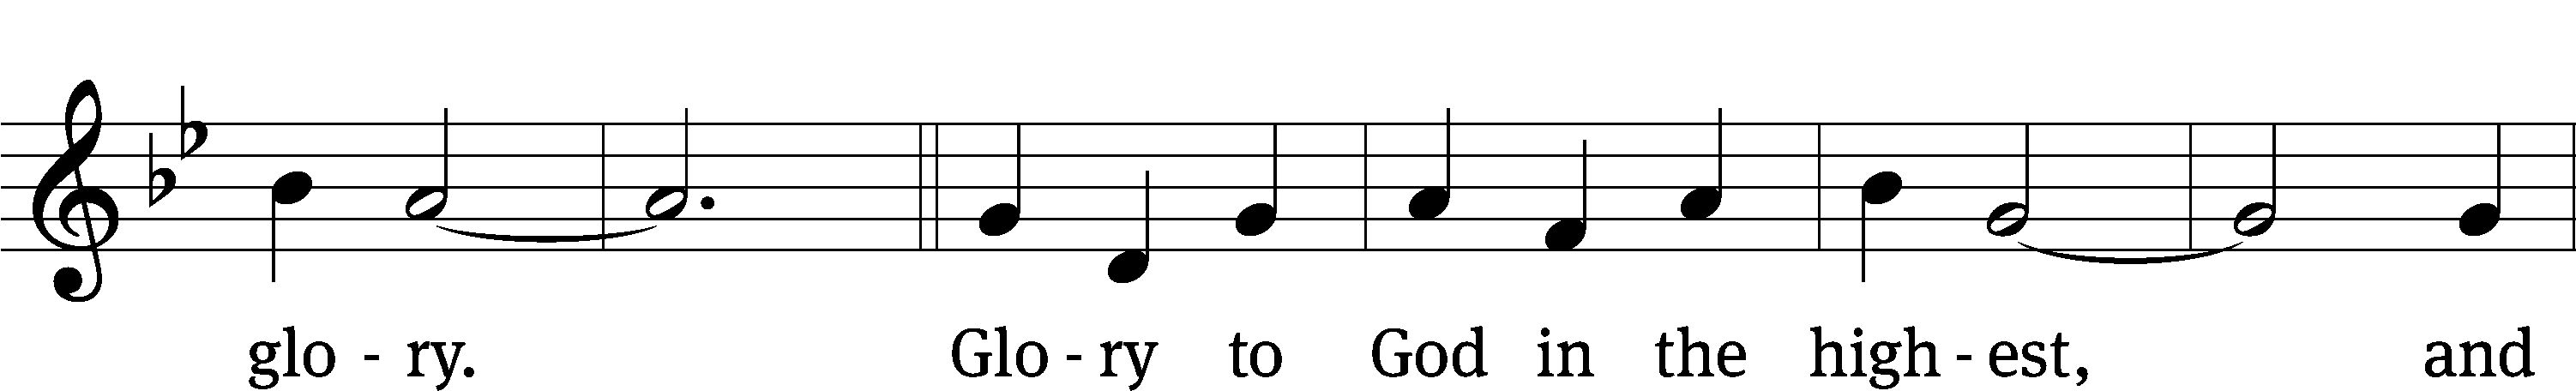 glo - ry. Glo - ry to God in the high - est, and